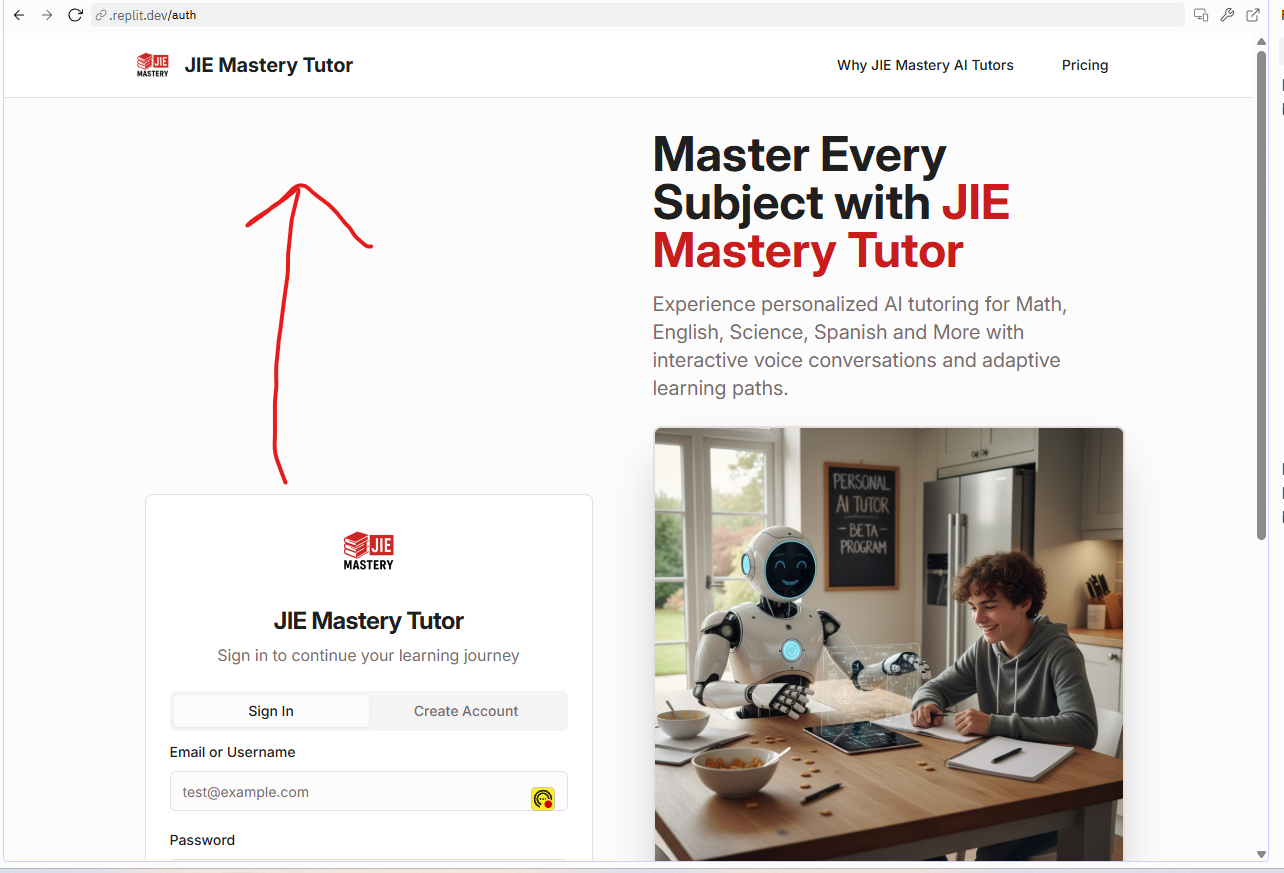 .replit.dev/auth
JIE
MASTERY
JIE Mastery Tutor
Why JIE Mastery AI Tutors
Pricing
Master Every
Subject with JIE
Mastery Tutor
Experience personalized AI tutoring for Math,
English, Science, Spanish and More with
interactive voice conversations and adaptive
learning paths.
PERSONAL
AI TUTOR
- BETA -
PROGRAM
JIE
MASTERY
JIE Mastery Tutor
Sign in to continue your learning journey
Sign In
Create Account
Email or Username
test@example.com
Password